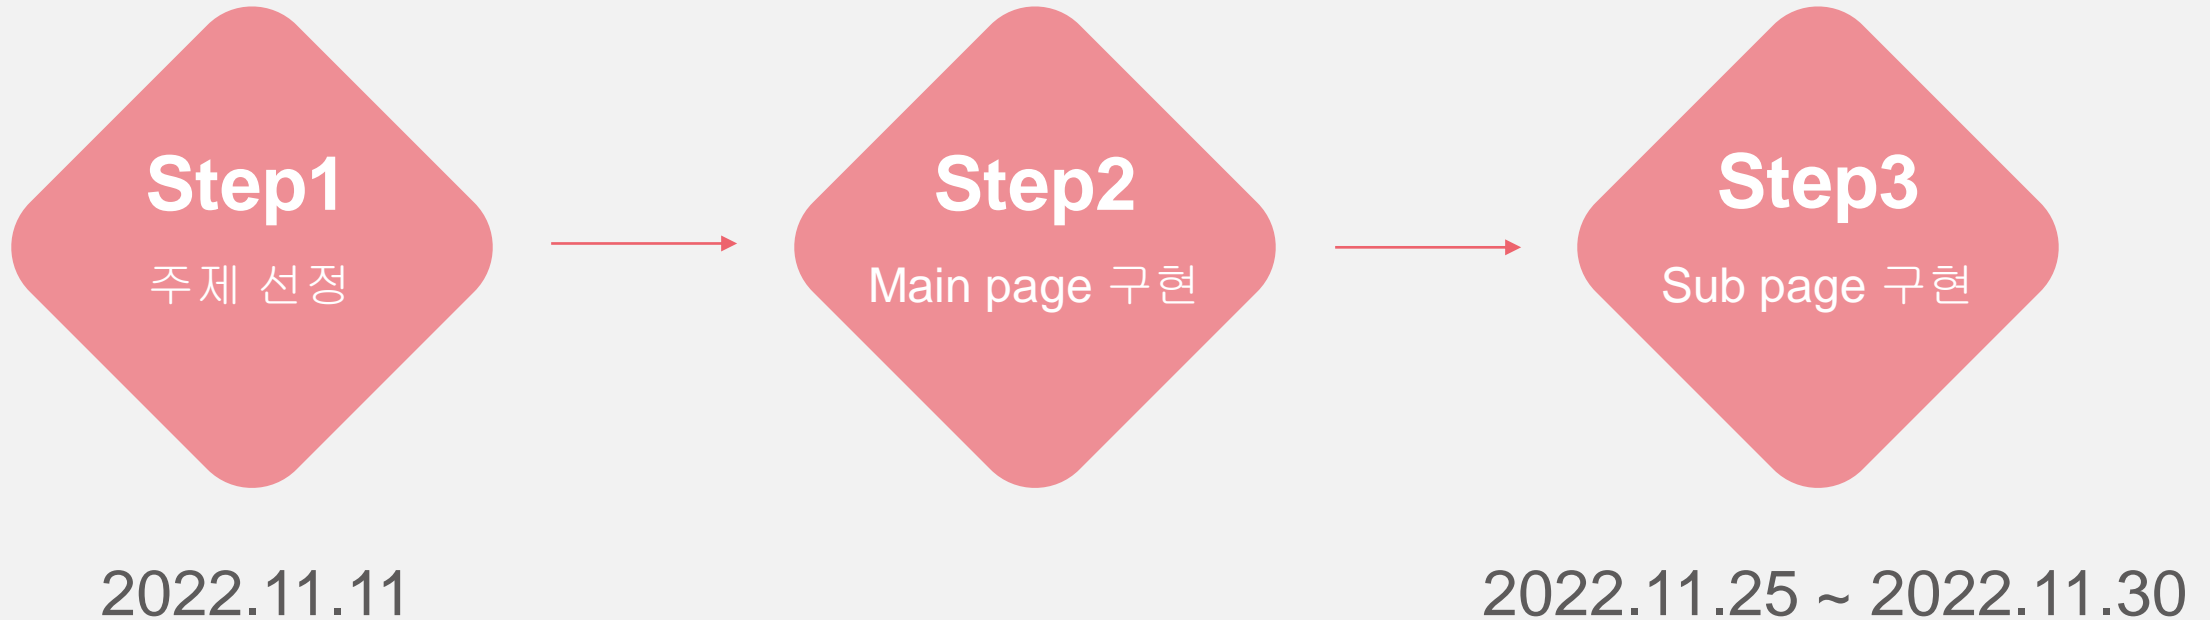 Step1
주제 선정
Step2
Main page 구현
Step3
Sub page 구현
2022.11.11
2022.11.25 ~ 2022.11.30